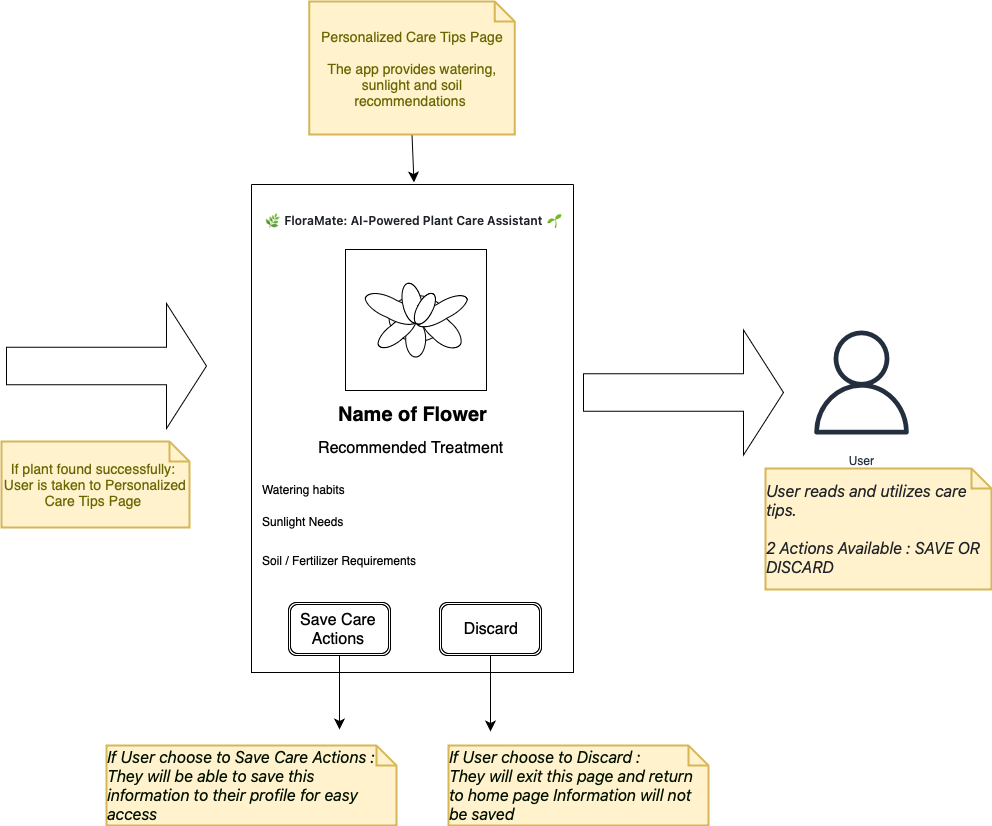 Personalized Care Tips Page
The app provides watering,
sunlight and soil
recommendations
🌿 FloraMate: AI-Powered Plant Care Assistant 🌱
Name of Flower
Recommended Treatment
Watering habits
Sunlight Needs
Soil / Fertilizer Requirements
Save Care
Actions
Discard
If plant found successfully:
User is taken to Personalized
Care Tips Page
User
User reads and utilizes care
tips.
2 Actions Available : SAVE OR
DISCARD
If User choose to Save Care Actions :
They will be able to save this
information to their profile for easy
access
If User choose to Discard :
They will exit this page and return
to home page Information will not
be saved